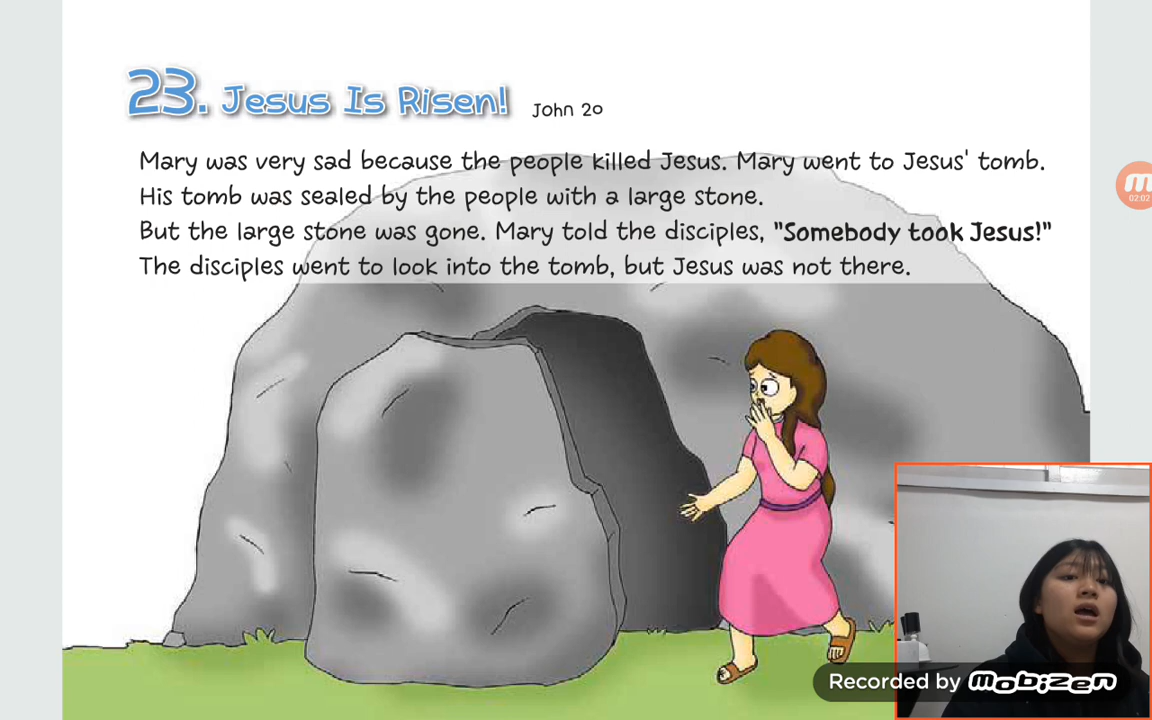 23. Jesus Is Risen! John 20
Mary was very sad because the people killed Jesus. Mary went to Jesus' tomb.
His tomb was sealed by the people with a large stone.
But the large stone was gone. Mary told the disciples, "Somebody took Jesus!"
The disciples went to look into the tomb, but Jesus was not there.
02:02
Recorded by mobizen